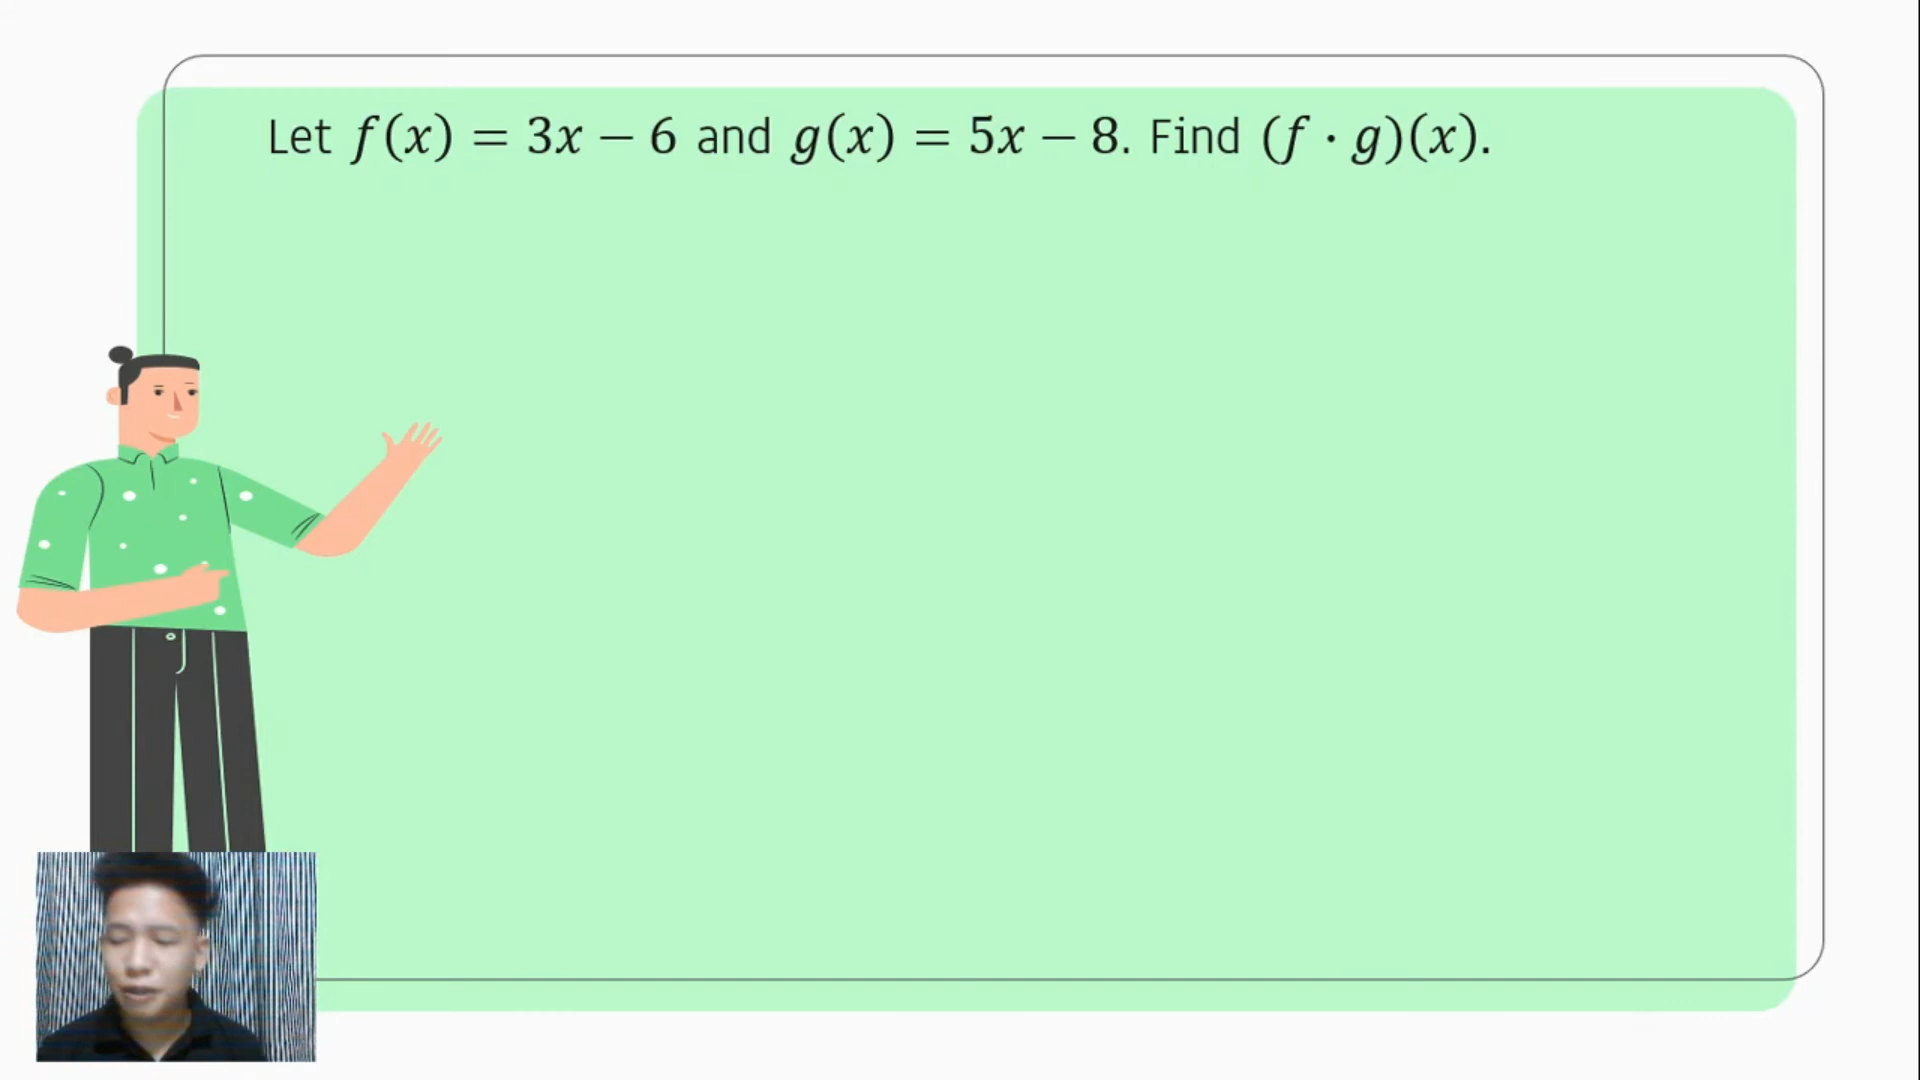 Let f(x) = 3x − 6 and g(x) = 5x − 8. Find (f · g)(x).